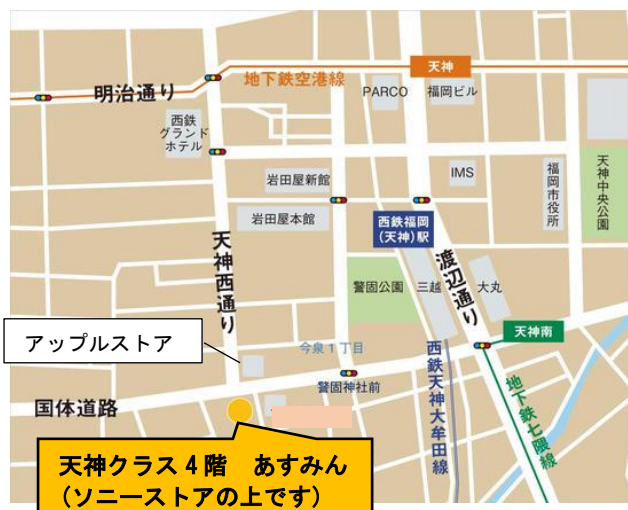 天神
地下鉄空港線
明治通り
PARCO
福岡ビル
西鉄
グランド
ホテル
岩田屋新館
IMS
福岡市役所
天神中央公園
岩田屋本館
西鉄福岡
(天神)駅
天神西通り
渡辺通り
警固公園
三越
大丸
天神南
アップルストア
今泉1丁目
警固神社前
西鉄天神大牟田線
地下鉄七隈線
国体道路
天神クラス4階　あすみん
(ソニーストアの上です)